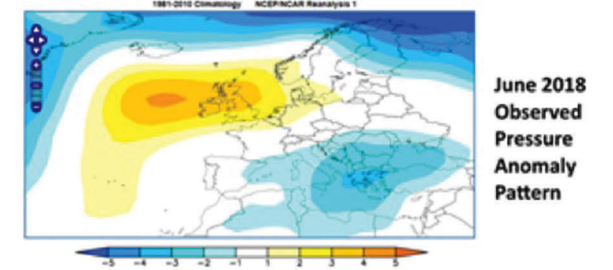 1981-2010 Climatology NCEP/NCAR Reanalysis 1
June 2018
Observed
Pressure
Anomaly
Pattern
-5 -4 -3 -2 -1 1 2 3 4 5